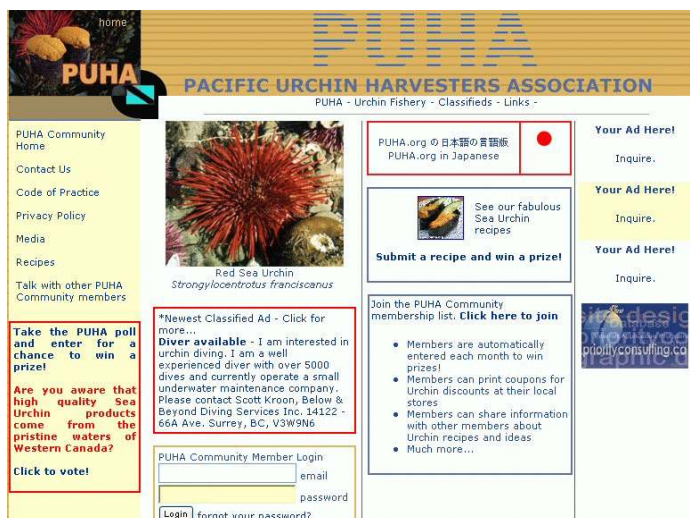 home
PUHA
PUHA
PACIFIC URCHIN HARVESTERS ASSOCIATION
PUHA - Urchin Fishery - Classifieds - Links -
PUHA Community
Home
Contact Us
Code of Practice
Privacy Policy
Media
Recipes
Talk with other PUHA
Community members
Take the PUHA poll
and enter for a
chance to win a
prize!
Are you aware that
high quality Sea
Urchin products
come from the
pristine waters of
Western Canada?
Click to vote!
Red Sea Urchin
Strongylocentrotus franciscanus
*Newest Classified Ad - Click for
more...
Diver available - I am interested in
urchin diving. I am a well
experienced diver with over 5000
dives and currently operate a small
underwater maintenance company.
Please contact Scott Kroon, Below &
Beyond Diving Services Inc. 14122 -
66A Ave. Surrey, BC, V3W9N6
PUHA Community Member Login
email
password
Login forgot your password?
PUHA.org の日本語の言語版
PUHA.org in Japanese
See our fabulous
Sea Urchin
recipes
Submit a recipe and win a prize!
Join the PUHA Community
membership list. Click here to join
Members are automatically
entered each month to win
prizes!
Members can print coupons for
Urchin discounts at their local
stores
Members can share information
with other members about
Urchin recipes and ideas
Much more...
Your Ad Here!
Inquire.
Your Ad Here!
Inquire.
Your Ad Here!
Inquire.
site desig
database
priorityconsulting.ca
graphic d